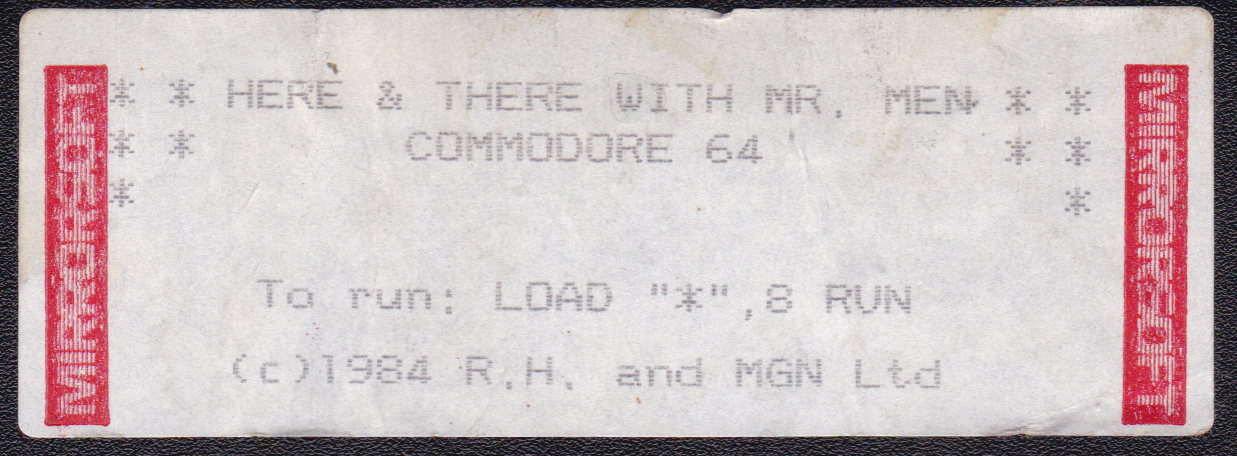 MIRRORSOFT
* * HERE & THERE WITH MR. MEN * *
* * COMMODORE 64 * *
* *
To run: LOAD "*",8 RUN
(c)1984 R.H. and MGN Ltd
MIRRORSOFT